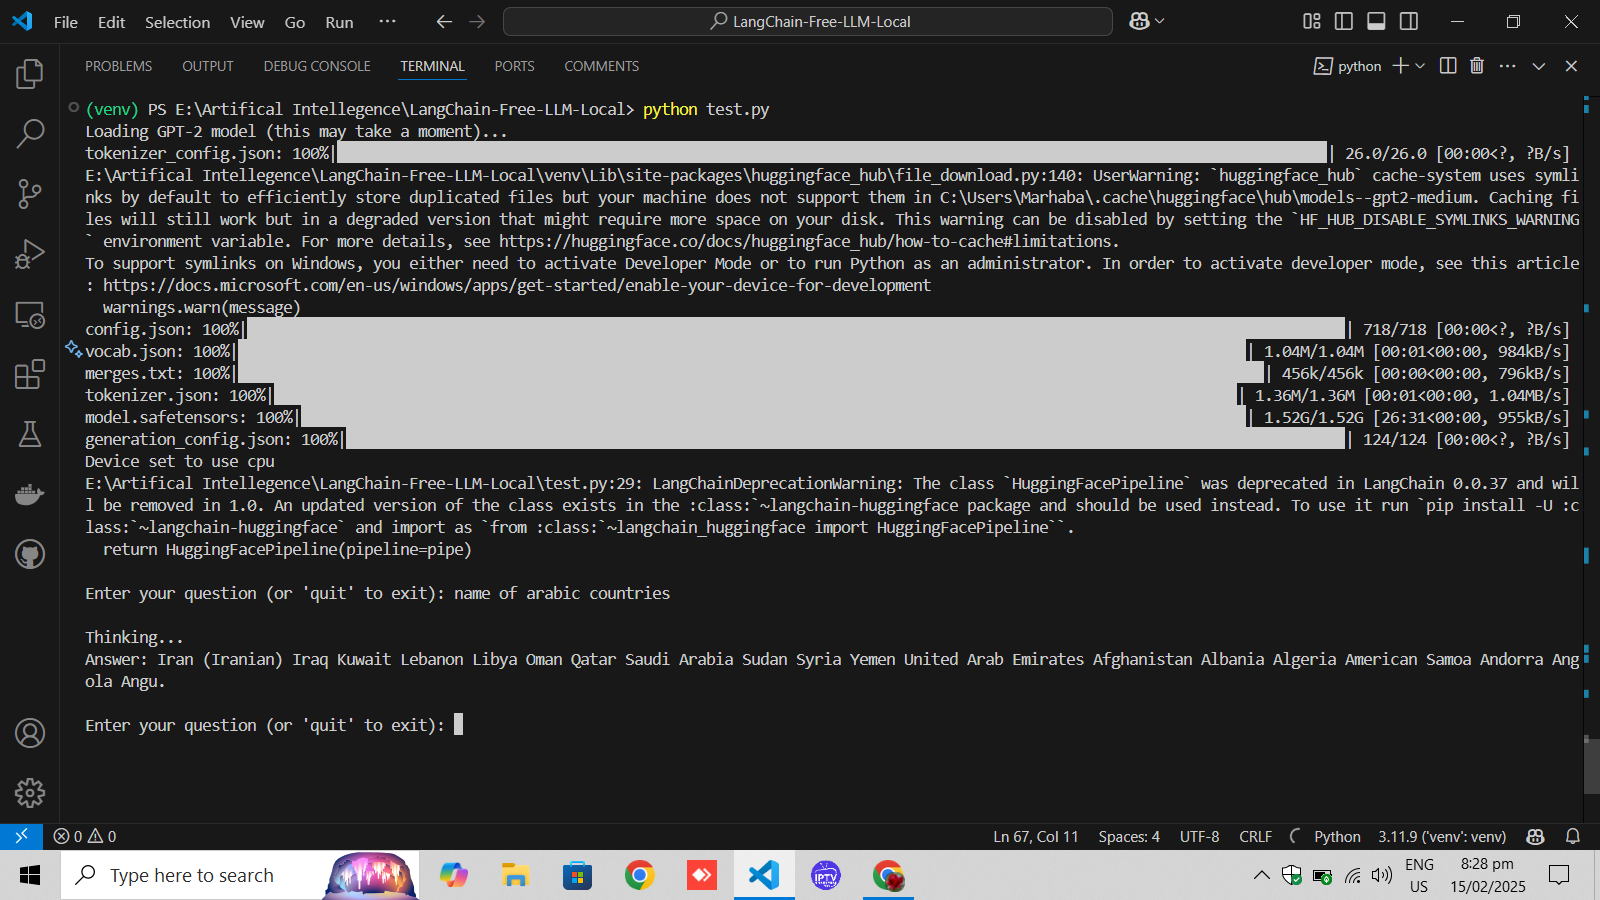 File Edit Selection View Go Run ··· LangChain-Free-LLM-Local
PROBLEMS OUTPUT DEBUG CONSOLE TERMINAL PORTS COMMENTS python
(venv) PS E:\Artifical Intellegence\LangChain-Free-LLM-Local> python test.py
Loading GPT-2 model (this may take a moment)...
tokenizer_config.json: 100%| | 26.0/26.0 [00:00<?, ?B/s]
E:\Artifical Intellegence\LangChain-Free-LLM-Local\venv\Lib\site-packages\huggingface_hub\file_download.py:140: UserWarning: `huggingface_hub` cache-system uses symli
nks by default to efficiently store duplicated files but your machine does not support them in C:\Users\Marhaba\.cache\huggingface\hub\models--gpt2-medium. Caching fi
les will still work but in a degraded version that might require more space on your disk. This warning can be disabled by setting the `HF_HUB_DISABLE_SYMLINKS_WARNING
` environment variable. For more details, see https://huggingface.co/docs/huggingface_hub/how-to-cache#limitations.
To support symlinks on Windows, you either need to activate Developer Mode or to run Python as an administrator. In order to activate developer mode, see this article
: https://docs.microsoft.com/en-us/windows/apps/get-started/enable-your-device-for-development
warnings.warn(message)
config.json: 100%| | 718/718 [00:00<?, ?B/s]
vocab.json: 100%| | 1.04M/1.04M [00:01<00:00, 984kB/s]
merges.txt: 100%| | 456k/456k [00:00<00:00, 796kB/s]
tokenizer.json: 100%| | 1.36M/1.36M [00:01<00:00, 1.04MB/s]
model.safetensors: 100%| | 1.52G/1.52G [26:31<00:00, 955kB/s]
generation_config.json: 100%| | 124/124 [00:00<?, ?B/s]
Device set to use cpu
E:\Artifical Intellegence\LangChain-Free-LLM-Local\test.py:29: LangChainDeprecationWarning: The class `HuggingFacePipeline` was deprecated in LangChain 0.0.37 and wil
l be removed in 1.0. An updated version of the class exists in the :class:`~langchain-huggingface package and should be used instead. To use it run `pip install -U :c
lass:`~langchain-huggingface` and import as `from :class:`~langchain_huggingface import HuggingFacePipeline``.
return HuggingFacePipeline(pipeline=pipe)
Enter your question (or 'quit' to exit): name of arabic countries
Thinking...
Answer: Iran (Iranian) Iraq Kuwait Lebanon Libya Oman Qatar Saudi Arabia Sudan Syria Yemen United Arab Emirates Afghanistan Albania Algeria American Samoa Andorra Ang
ola Angu.
Enter your question (or 'quit' to exit):
0 0 Ln 67, Col 11 Spaces: 4 UTF-8 CRLF Python 3.11.9 ('venv': venv)
Type here to search IPTV ENG 8:28 pm
US 15/02/2025